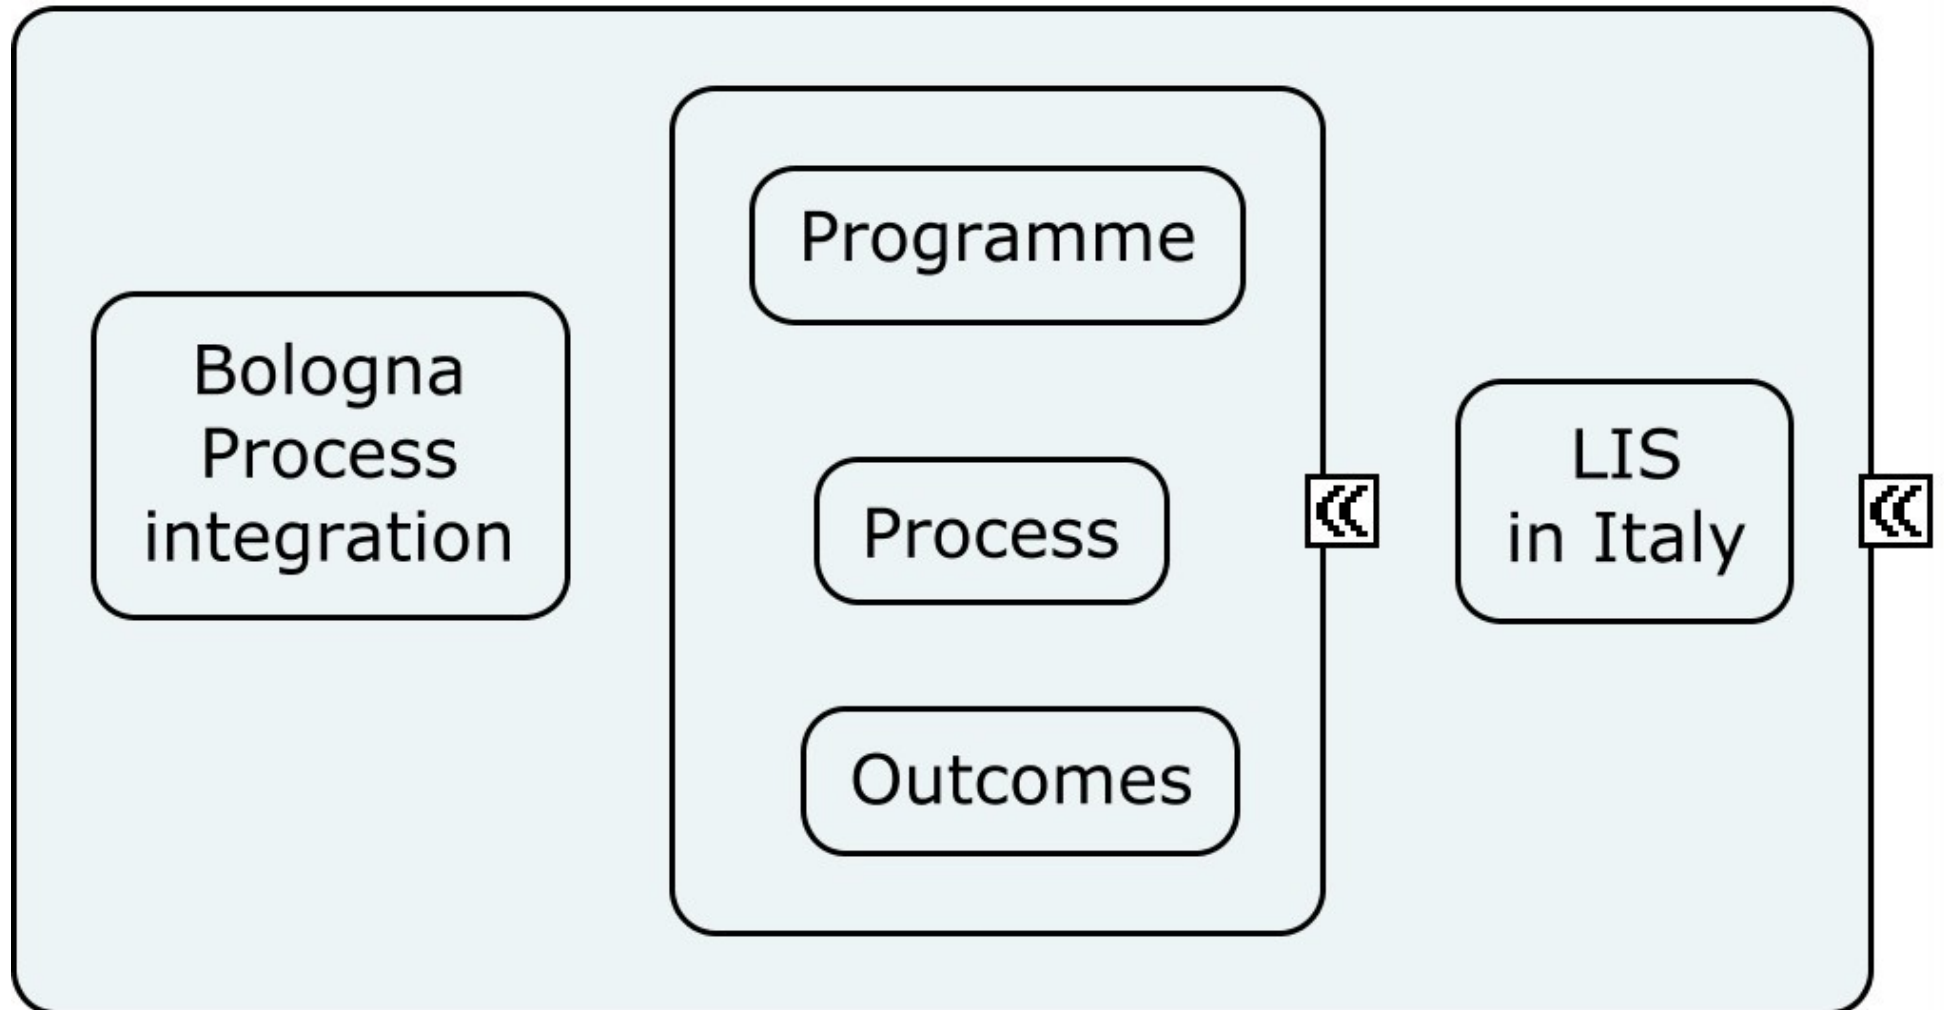 Bologna
Process
integration
Programme
Process
Outcomes
LIS
in Italy